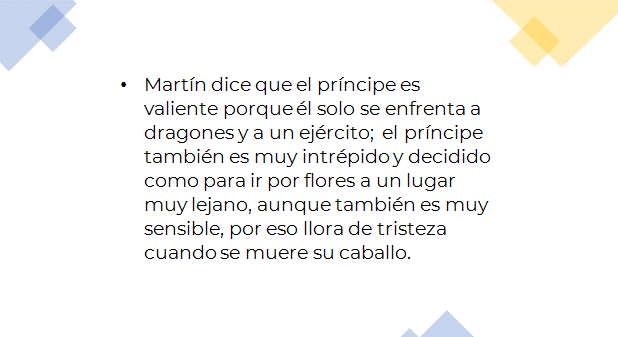 • Martín dice que el príncipe es
valiente porque él solo se enfrenta a
dragones y a un ejército; el príncipe
también es muy intrépido y decidido
como para ir por flores a un lugar
muy lejano, aunque también es muy
sensible, por eso llora de tristeza
cuando se muere su caballo.